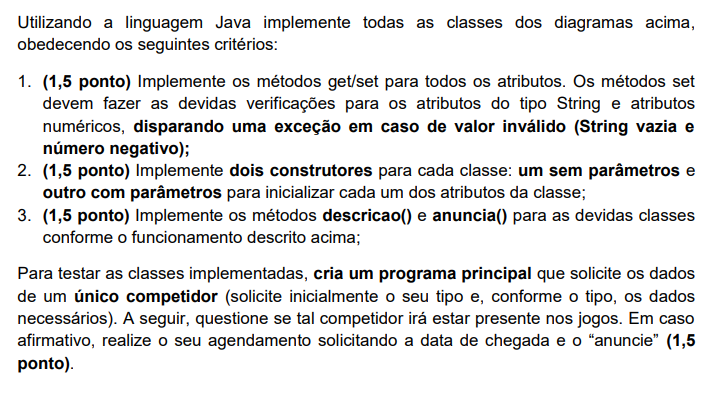 Utilizando a linguagem Java implemente todas as classes dos diagramas acima,
obedecendo os seguintes critérios:
1. (1,5 ponto) Implemente os métodos get/set para todos os atributos. Os métodos set
devem fazer as devidas verificações para os atributos do tipo String e atributos
numéricos, disparando uma exceção em caso de valor inválido (String vazia e
número negativo);
2. (1,5 ponto) Implemente dois construtores para cada classe: um sem parâmetros e
outro com parâmetros para inicializar cada um dos atributos da classe;
3. (1,5 ponto) Implemente os métodos descricao() e anuncia() para as devidas classes
conforme o funcionamento descrito acima;
Para testar as classes implementadas, cria um programa principal que solicite os dados
de um único competidor (solicite inicialmente o seu tipo e, conforme o tipo, os dados
necessários). A seguir, questione se tal competidor irá estar presente nos jogos. Em caso
afirmativo, realize o seu agendamento solicitando a data de chegada e o “anuncie” (1,5
ponto).